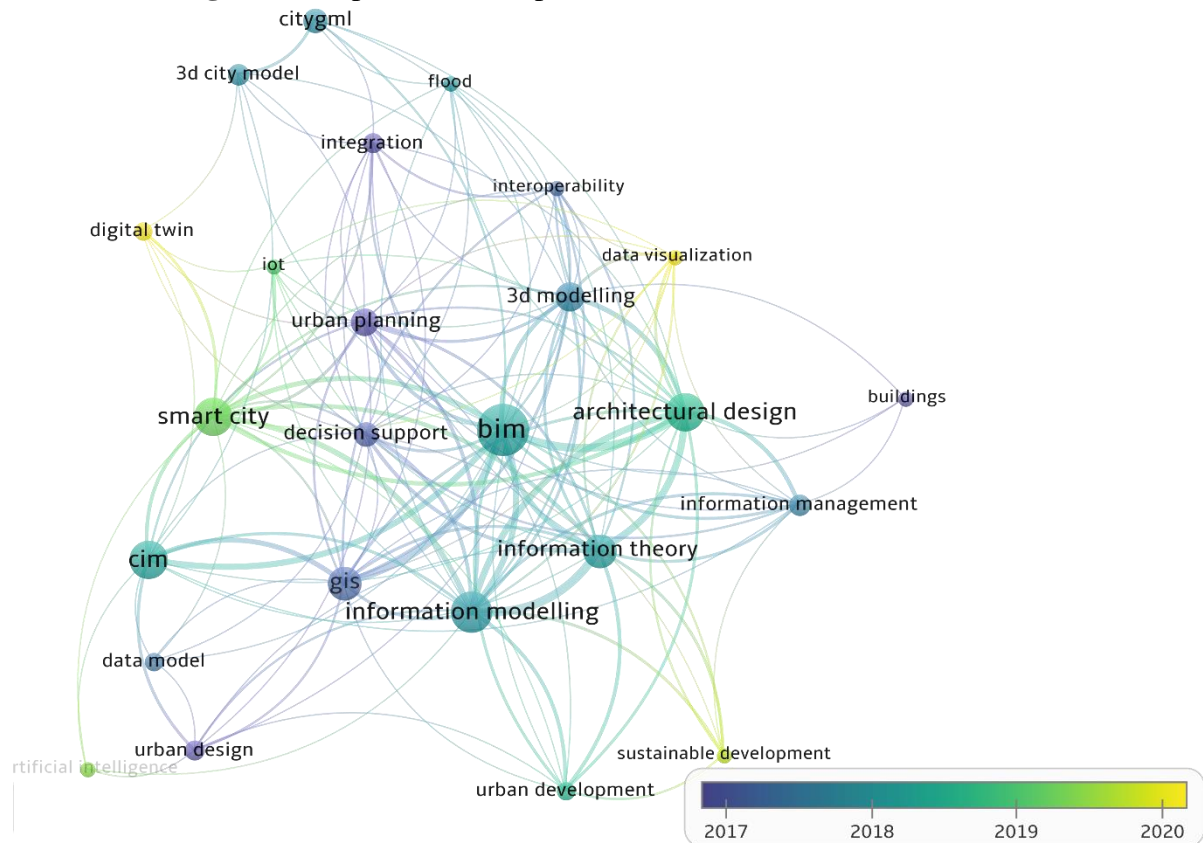 citygml
3d city model
flood
integration
interoperability
digital twin
data visualization
iot
3d modelling
urban planning
buildings
smart city
architectural design
decision support
bim
information management
information theory
cim
gis
information modelling
data model
urban design
sustainable development
rtificial intelligence
urban development
2017
2018
2019
2020